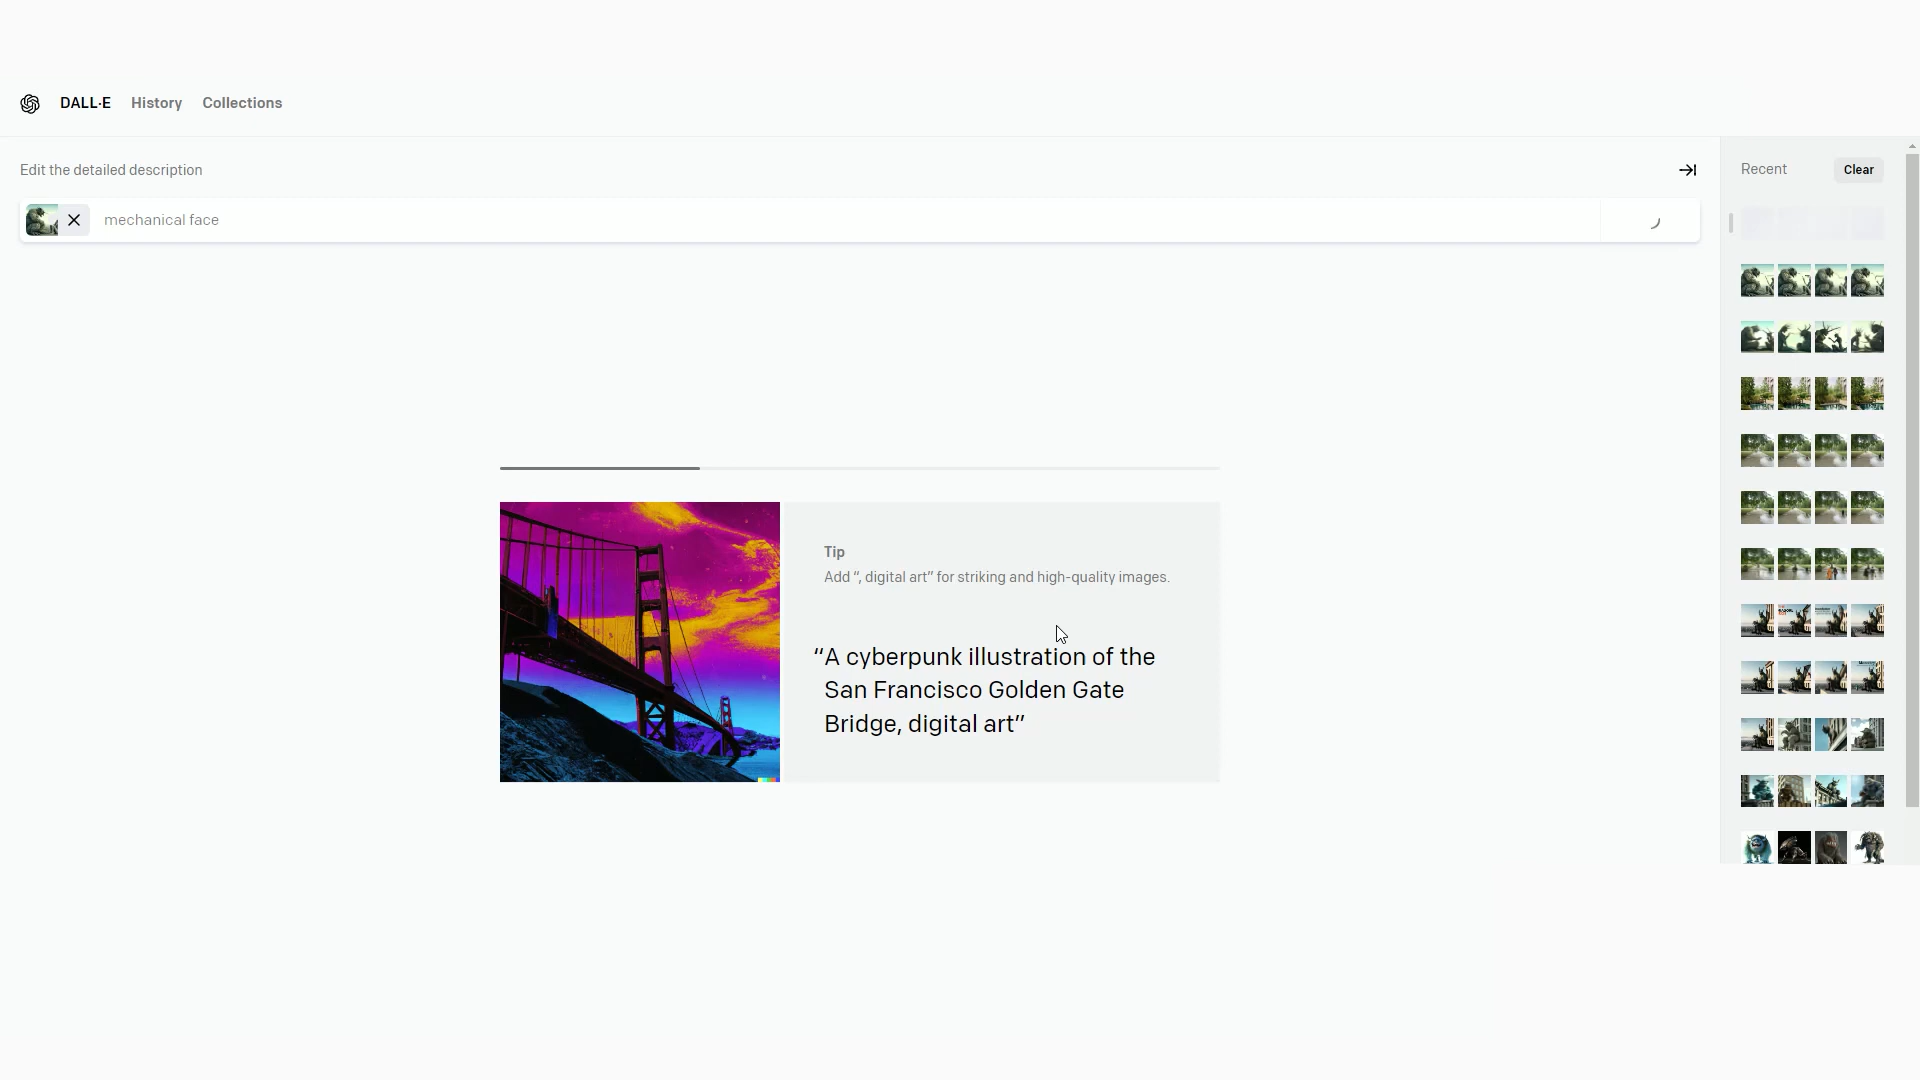 DALL·E History Collections
Edit the detailed description
Recent
Clear
mechanical face
Tip
Add “, digital art” for striking and high-quality images.
“A cyberpunk illustration of the
San Francisco Golden Gate
Bridge, digital art”